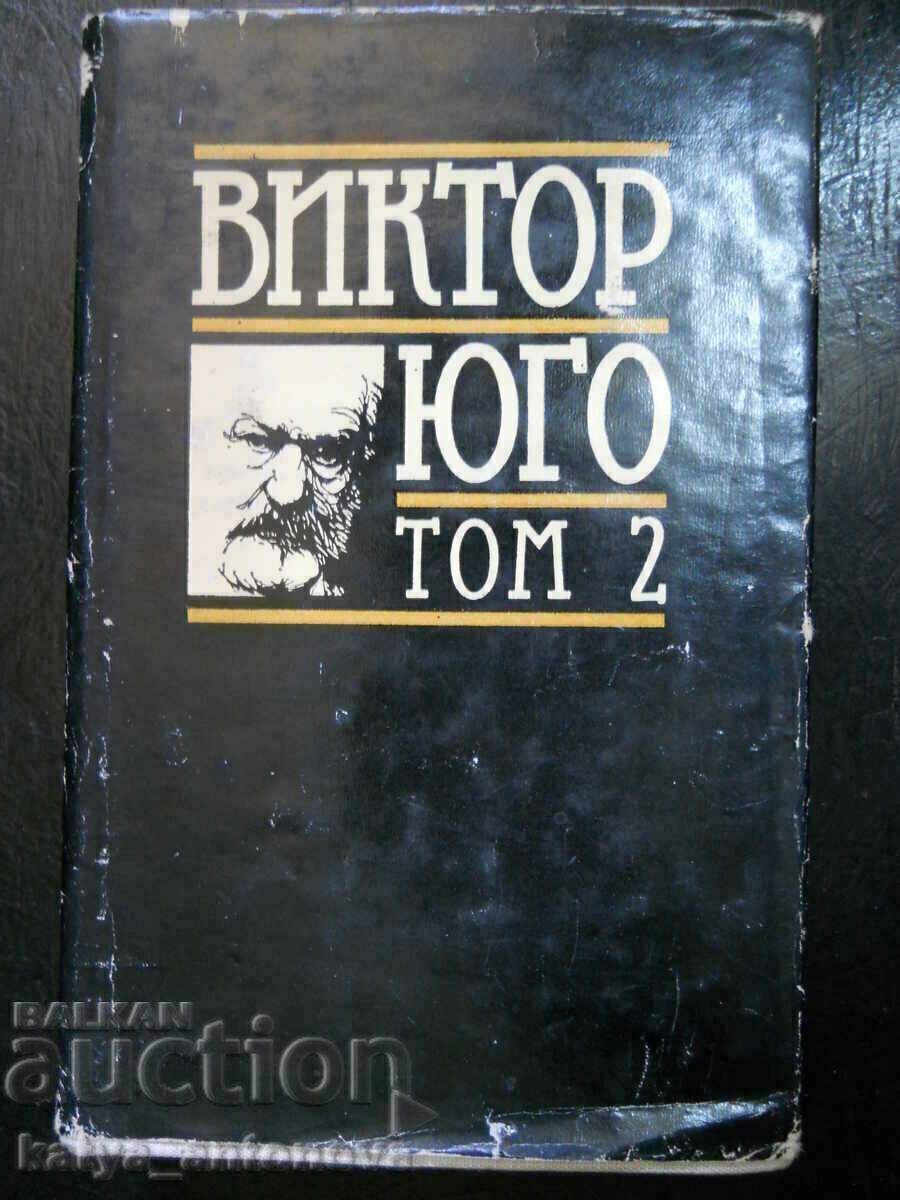 ВИКТОР
ЮГО
ТОМ 2
BALKAN
auction
katya_antonova